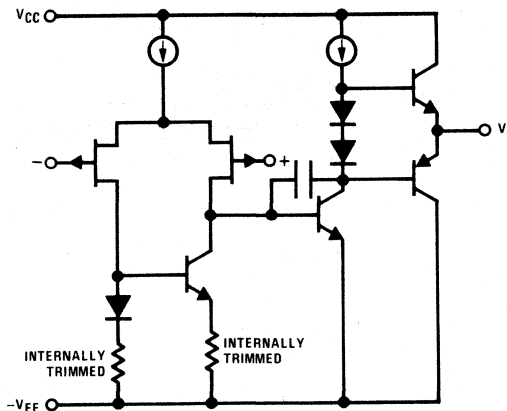 VCC
−
+
V
INTERNALLY
TRIMMED
INTERNALLY
TRIMMED
−VEE